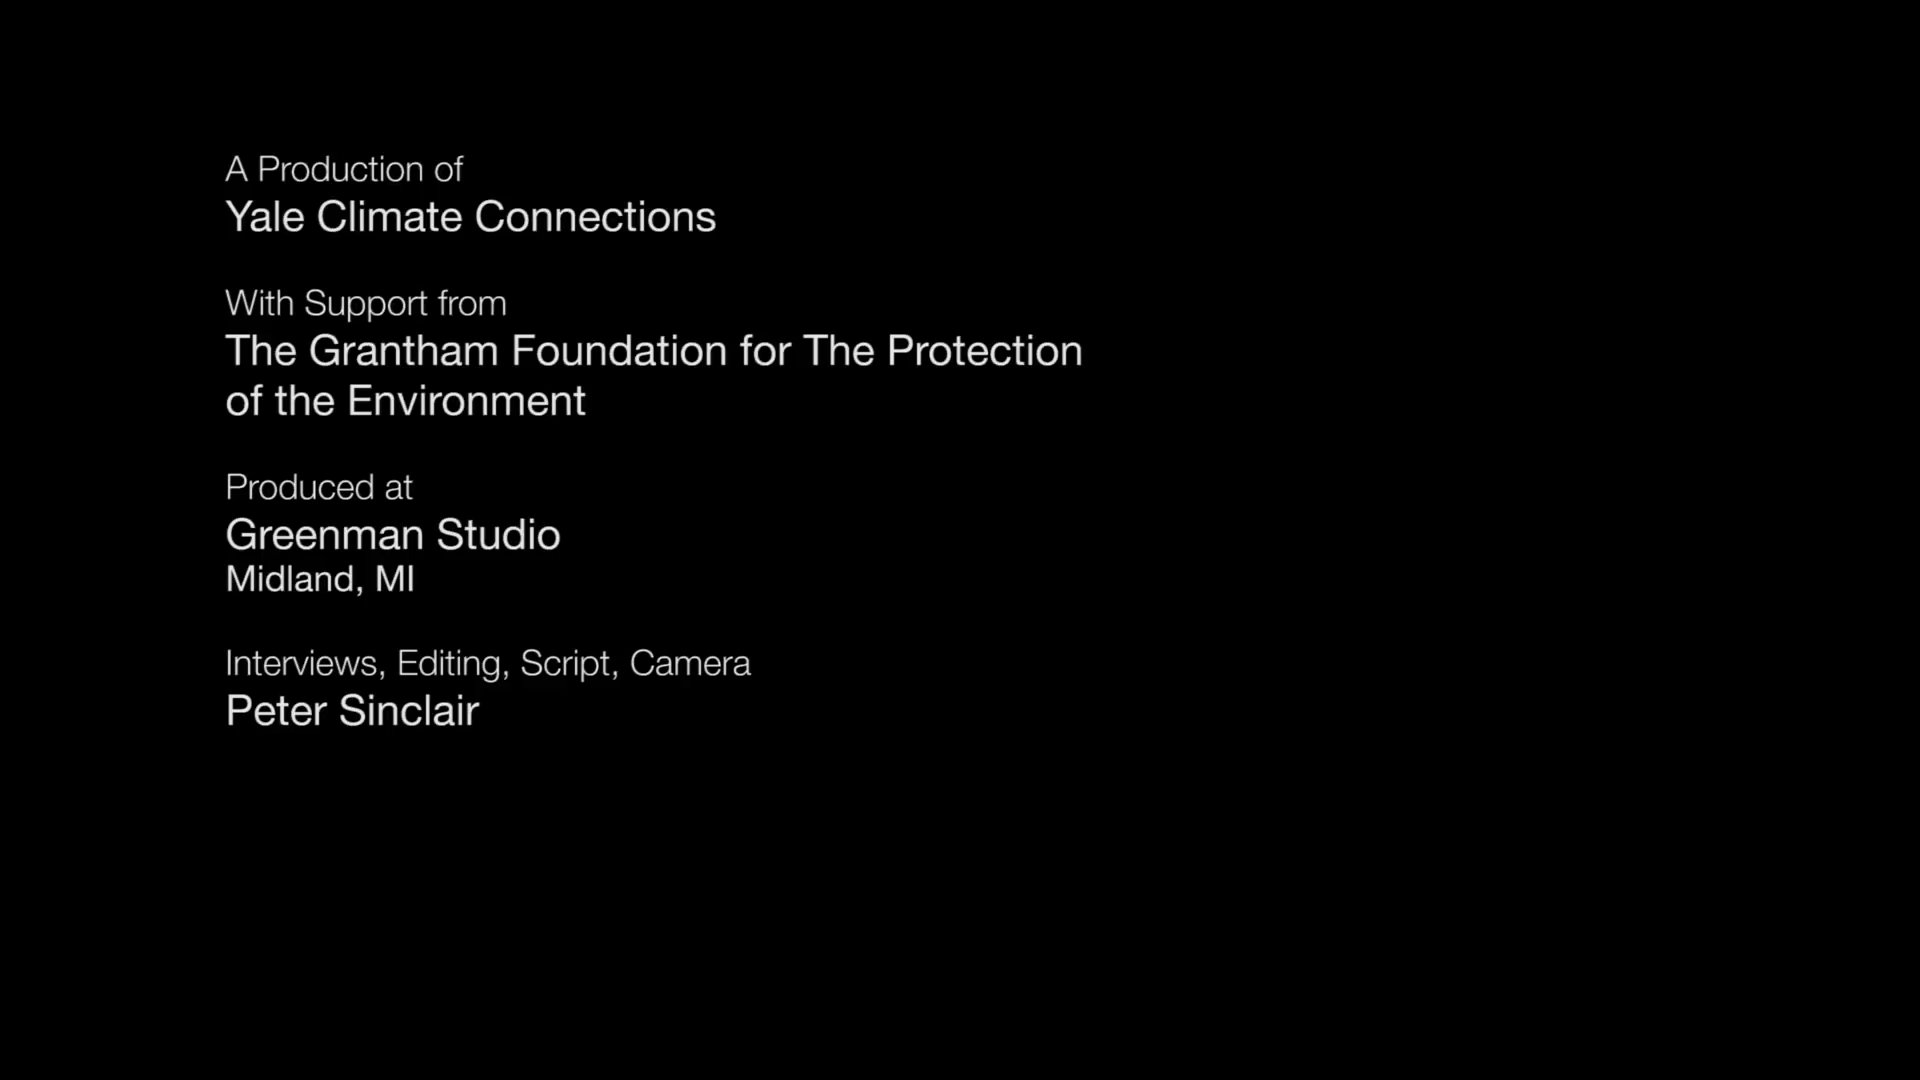 A Production of
Yale Climate Connections
With Support from
The Grantham Foundation for The Protection
of the Environment
Produced at
Greenman Studio
Midland, MI
Interviews, Editing, Script, Camera
Peter Sinclair